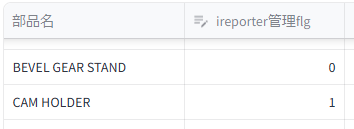 部品名 ireporter管理flg
BEVEL GEAR STAND 0
CAM HOLDER 1